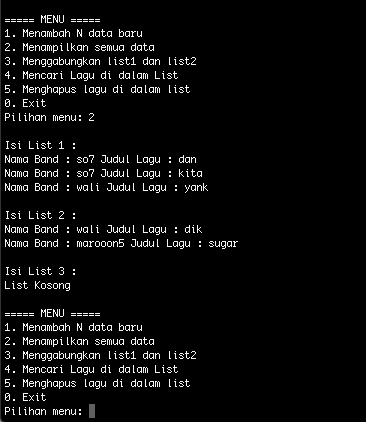 ===== MENU =====
1. Menambah N data baru
2. Menampilkan semua data
3. Menggabungkan list1 dan list2
4. Mencari Lagu di dalam List
5. Menghapus lagu di dalam list
0. Exit
Pilihan menu: 2
Isi List 1 :
Nama Band : so7 Judul Lagu : dan
Nama Band : so7 Judul Lagu : kita
Nama Band : wali Judul Lagu : yank
Isi List 2 :
Nama Band : wali Judul Lagu : dik
Nama Band : marooon5 Judul Lagu : sugar
Isi List 3 :
List Kosong
===== MENU =====
1. Menambah N data baru
2. Menampilkan semua data
3. Menggabungkan list1 dan list2
4. Mencari Lagu di dalam List
5. Menghapus lagu di dalam list
0. Exit
Pilihan menu: